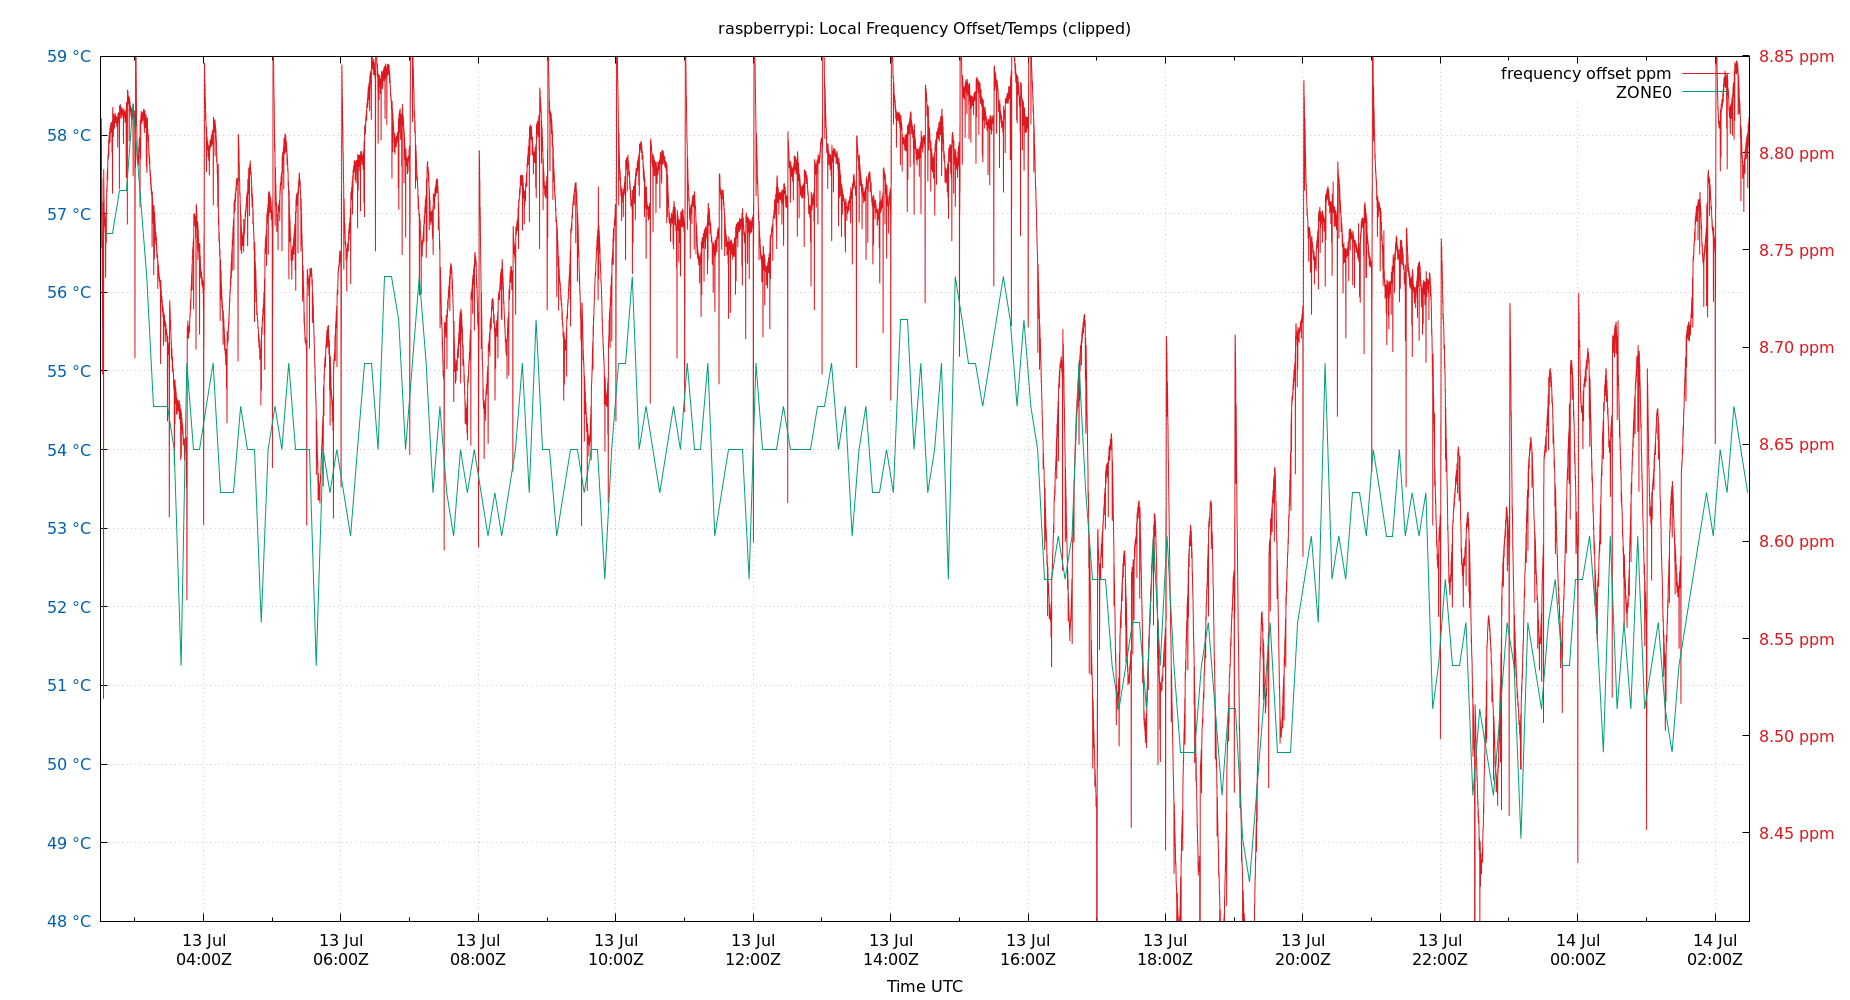 raspberrypi: Local Frequency Offset/Temps (clipped)
59 °C
58 °C
57 °C
56 °C
55 °C
54 °C
53 °C
52 °C
51 °C
50 °C
49 °C
48 °C
8.85 ppm
8.80 ppm
8.75 ppm
8.70 ppm
8.65 ppm
8.60 ppm
8.55 ppm
8.50 ppm
8.45 ppm
frequency offset ppm
ZONE0
13 Jul 13 Jul 13 Jul 13 Jul 13 Jul 13 Jul 13 Jul 13 Jul 13 Jul 13 Jul 14 Jul 14 Jul
04:00Z 06:00Z 08:00Z 10:00Z 12:00Z 14:00Z 16:00Z 18:00Z 20:00Z 22:00Z 00:00Z 02:00Z
Time UTC